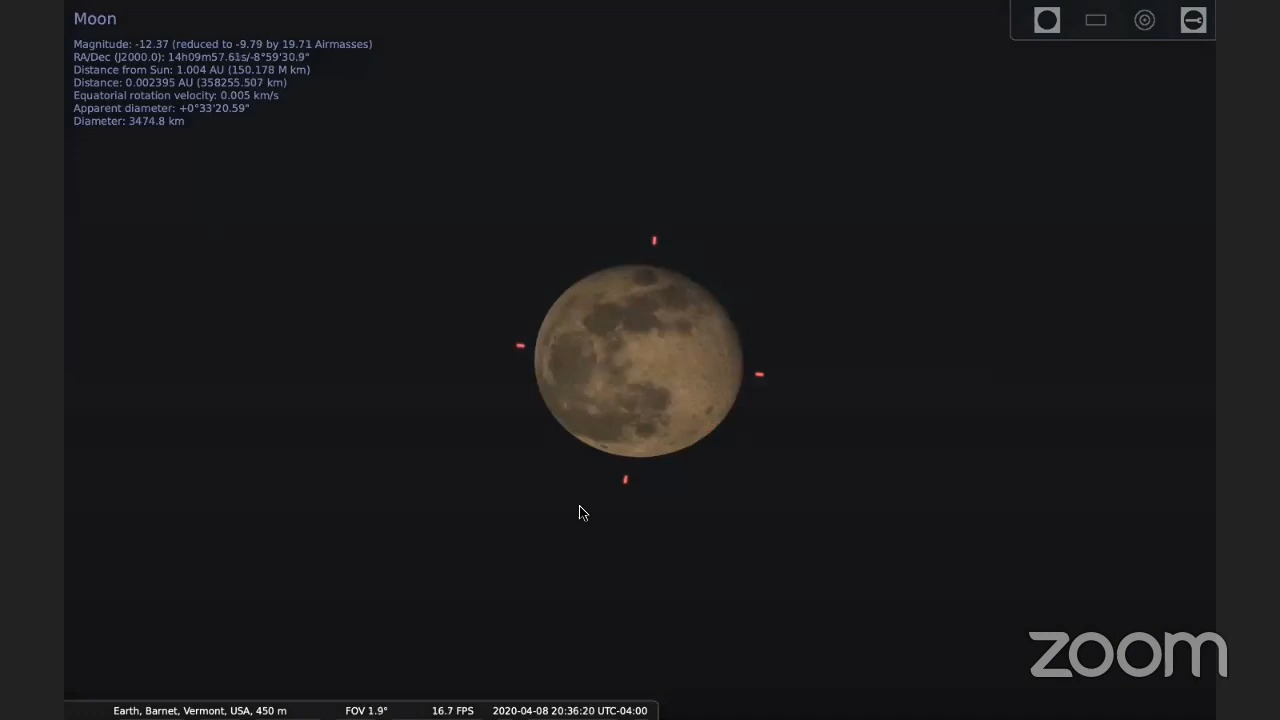 Moon
Magnitude: -12.37 (reduced to -9.79 by 19.71 Airmasses)
RA/Dec (J2000.0): 14h09m57.61s/-8°59'30.9"
Distance from Sun: 1.004 AU (150.178 M km)
Distance: 0.002395 AU (358255.507 km)
Equatorial rotation velocity: 0.005 km/s
Apparent diameter: +0°33'20.59"
Diameter: 3474.8 km
zoom
Earth, Barnet, Vermont, USA, 450 m FOV 1.9° 16.7 FPS 2020-04-08 20:36:20 UTC-04:00